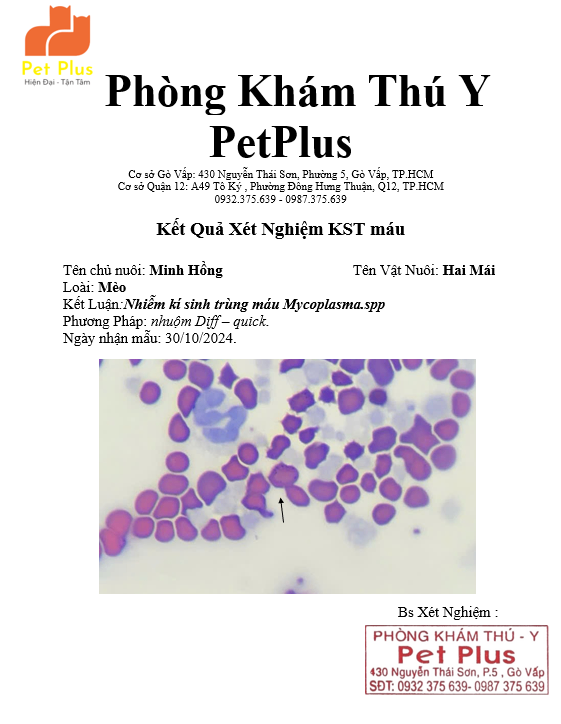 Pet Plus
Hiện Đại - Tận Tâm
Phòng Khám Thú Y
PetPlus
Cơ sở Gò Vấp: 430 Nguyễn Thái Sơn, Phường 5, Gò Vấp, TP.HCM
Cơ sở Quận 12: A49 Tô Ký , Phường Đông Hưng Thuận, Q12, TP.HCM
0932.375.639 - 0987.375.639
Kết Quả Xét Nghiệm KST máu
Tên chủ nuôi: Minh Hồng Tên Vật Nuôi: Hai Mái
Loài: Mèo
Kết Luận:Nhiễm kí sinh trùng máu Mycoplasma.spp
Phương Pháp: nhuộm Diff – quick.
Ngày nhận mẫu: 30/10/2024.
Bs Xét Nghiệm :
PHÒNG KHÁM THÚ - Y
Pet Plus
430 Nguyễn Thái Sơn, P.5 , Gò Vấp
SĐT: 0932 375 639- 0987 375 639